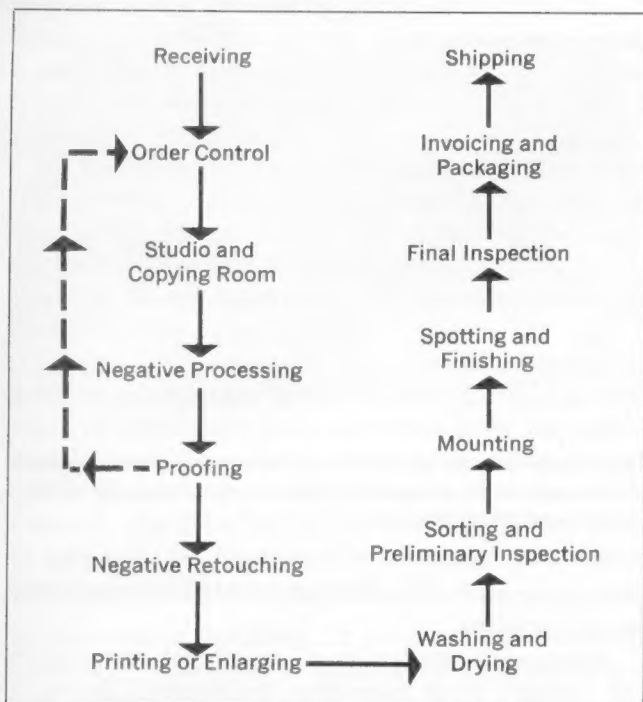 Receiving
Order Control
Studio and
Copying Room
Negative Processing
Proofing
Negative Retouching
Printing or Enlarging
Washing and
Drying
Sorting and
Preliminary Inspection
Mounting
Spotting and
Finishing
Final Inspection
Invoicing and
Packaging
Shipping